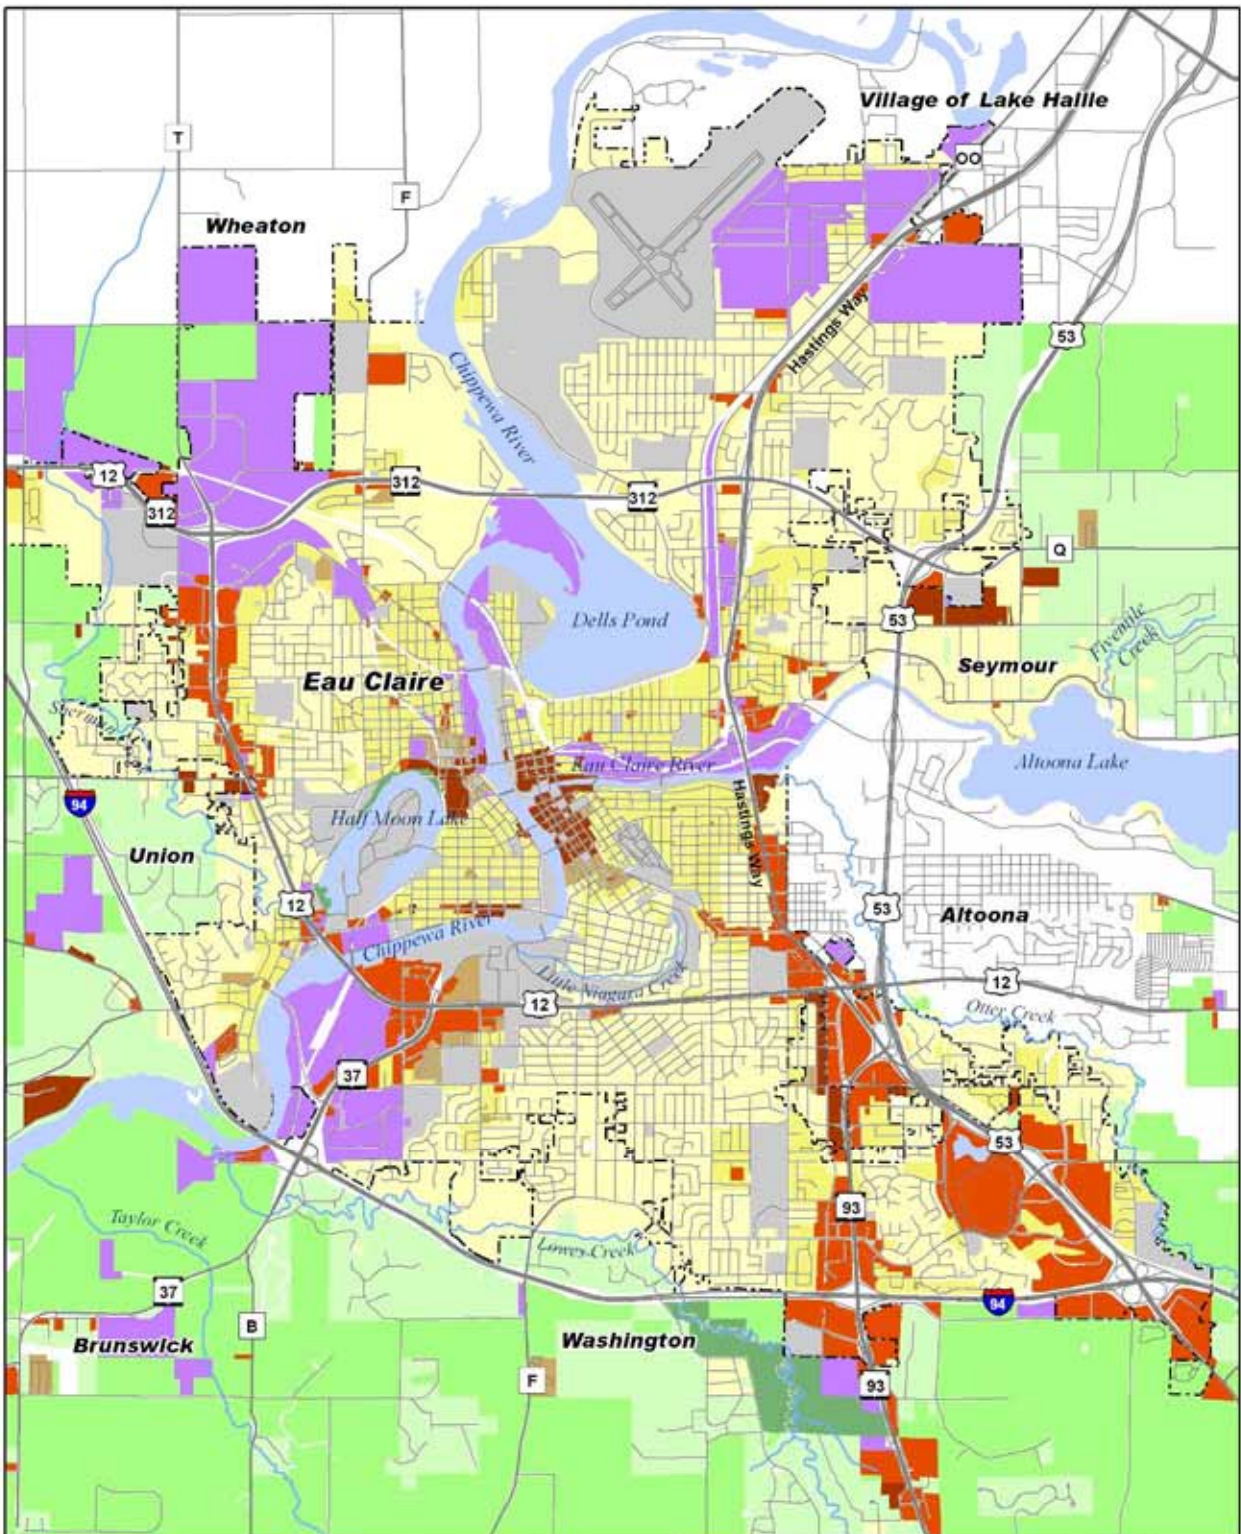 Village of Lake Hallie
OO
T
F
Wheaton
Hastings Way
53
Chippewa River
12
312
312
312
Q
Dells Pond
53
Fivemile
Creek
Seymour
Eau Claire
Sherman
Eau Claire River
Altoona Lake
94
Half Moon Lake
Hastings Way
Union
12
53
Altoona
Chippewa River
Little Niagara Creek
12
12
Otter Creek
37
53
93
Taylor Creek
Lowes Creek
37
94
B
Brunswick
Washington
F
93